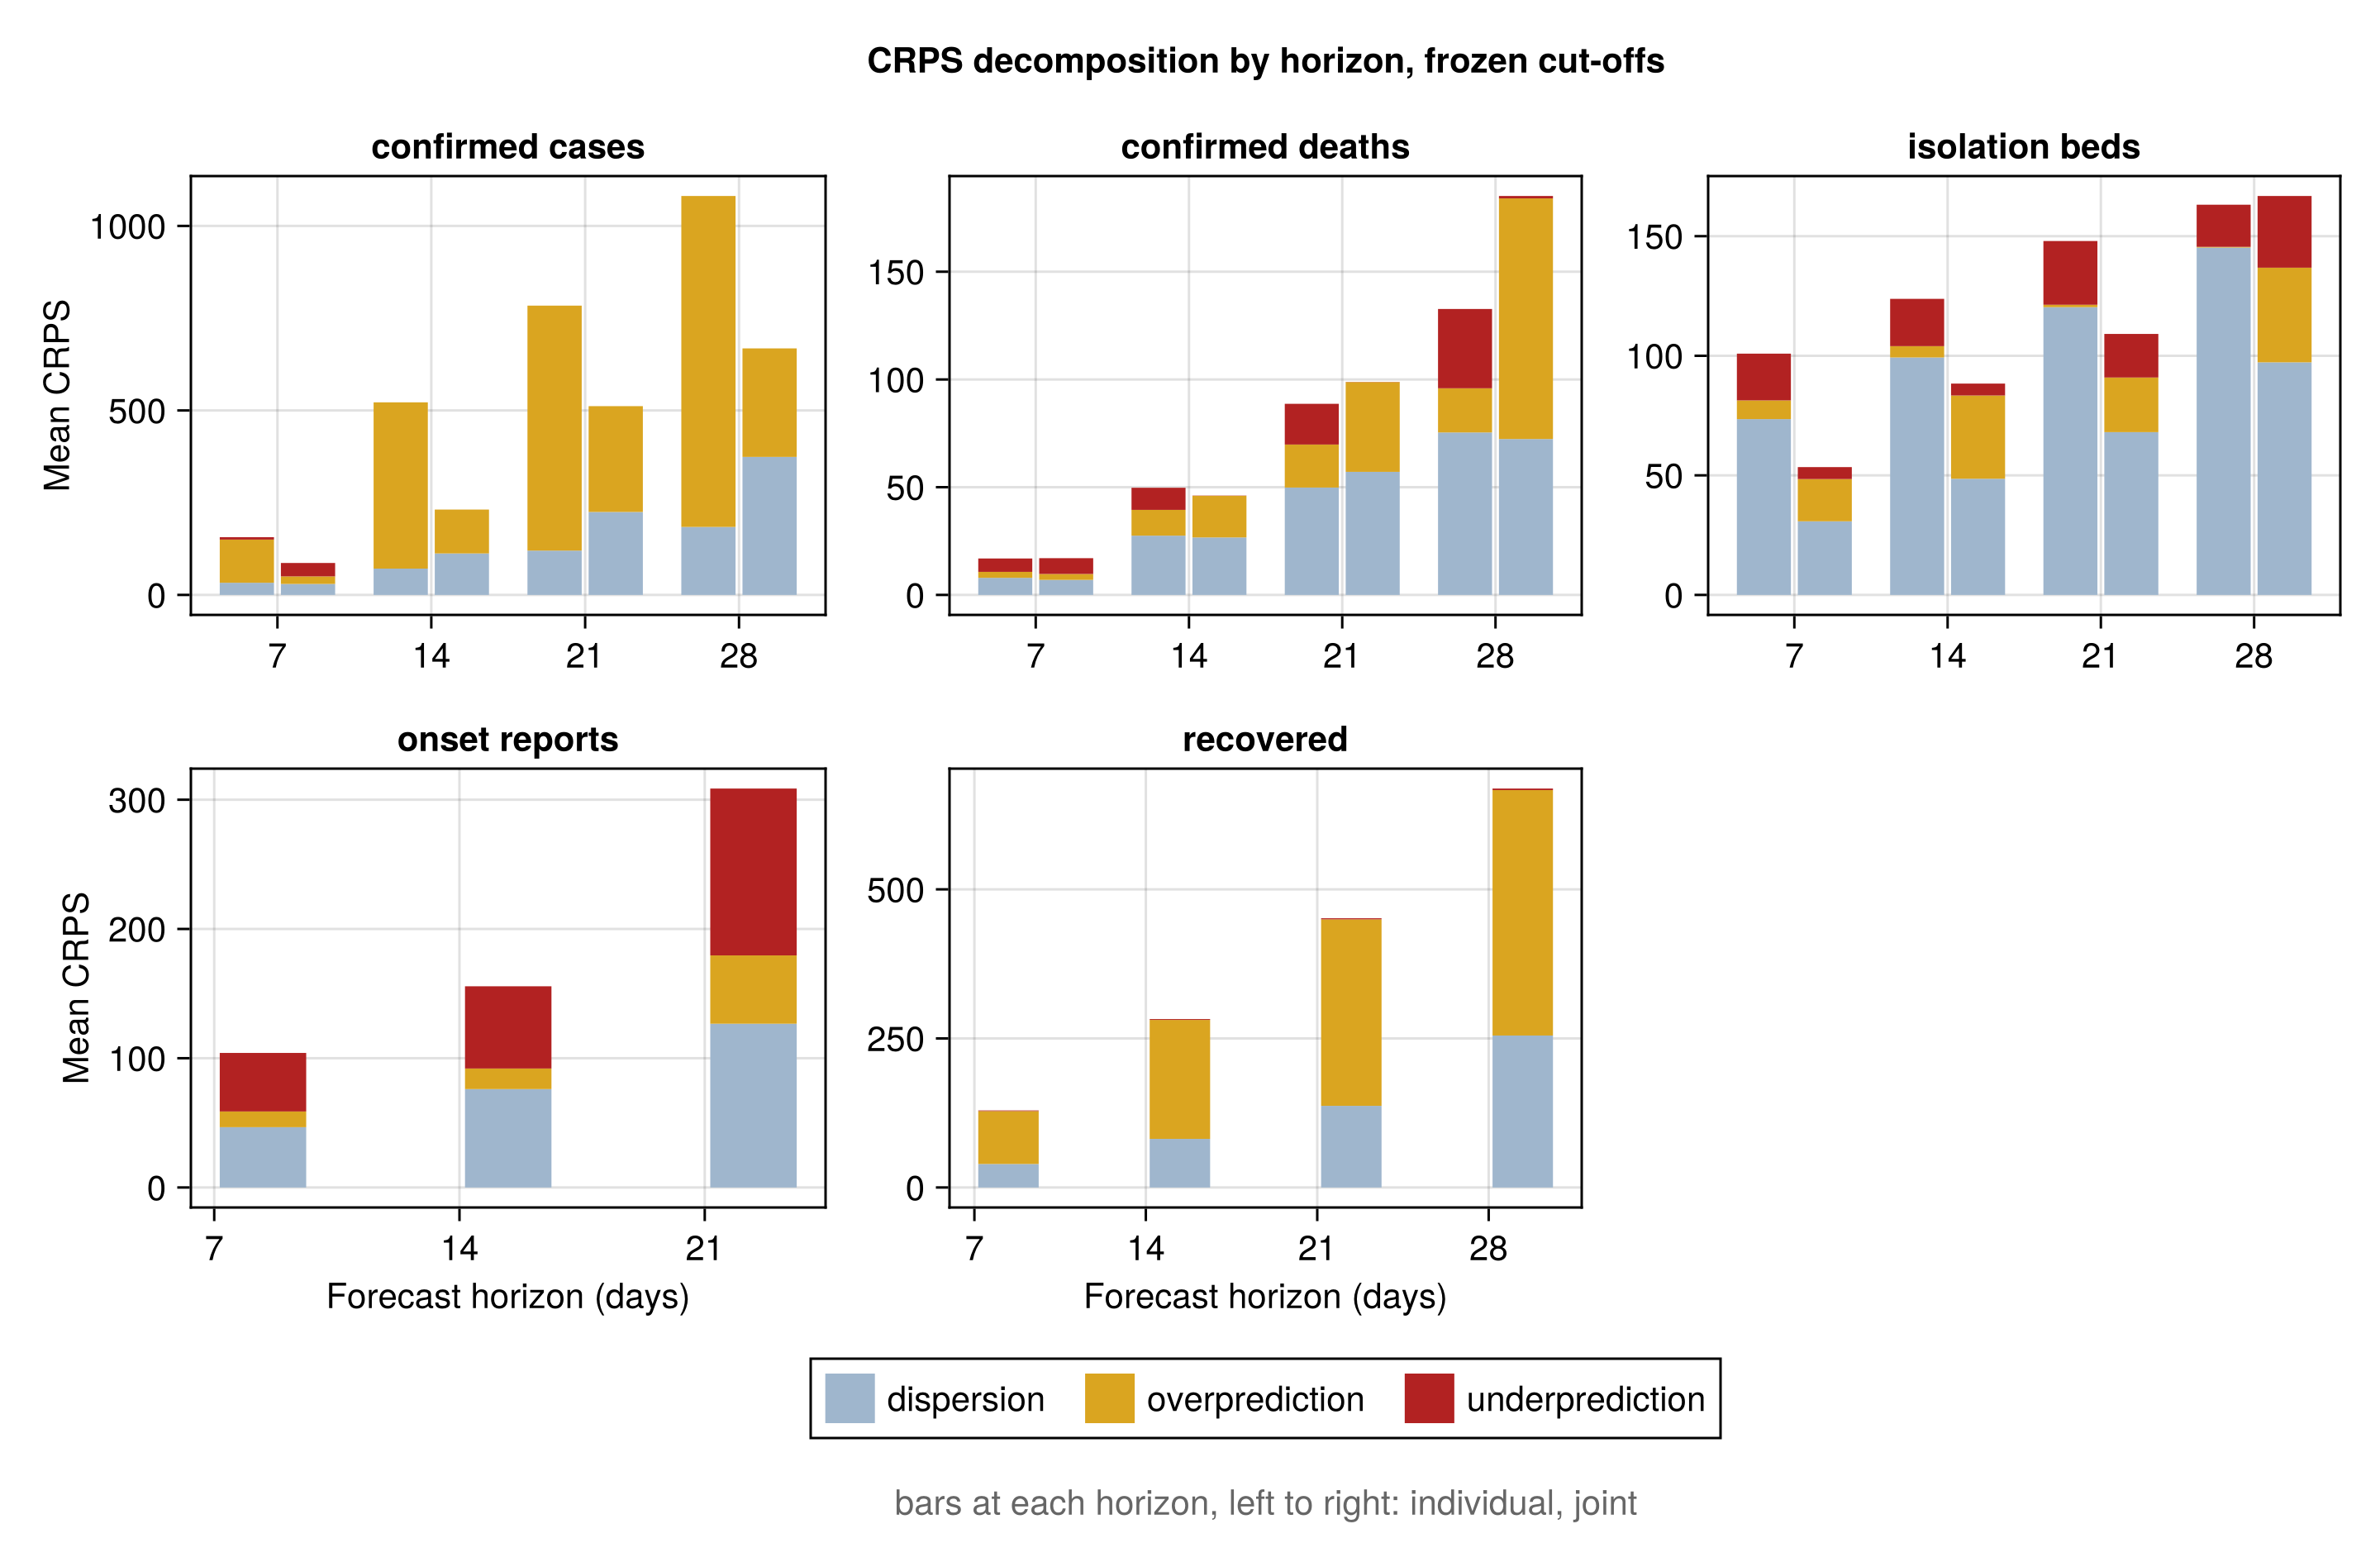 CRPS decomposition by horizon, frozen cut-offs
confirmed cases
Mean CRPS
1000
500
0
7 14 21 28
confirmed deaths
150
100
50
0
7 14 21 28
isolation beds
150
100
50
0
7 14 21 28
onset reports
Mean CRPS
300
200
100
0
7 14 21
Forecast horizon (days)
recovered
500
250
0
7 14 21 28
Forecast horizon (days)
dispersion overprediction underprediction
bars at each horizon, left to right: individual, joint